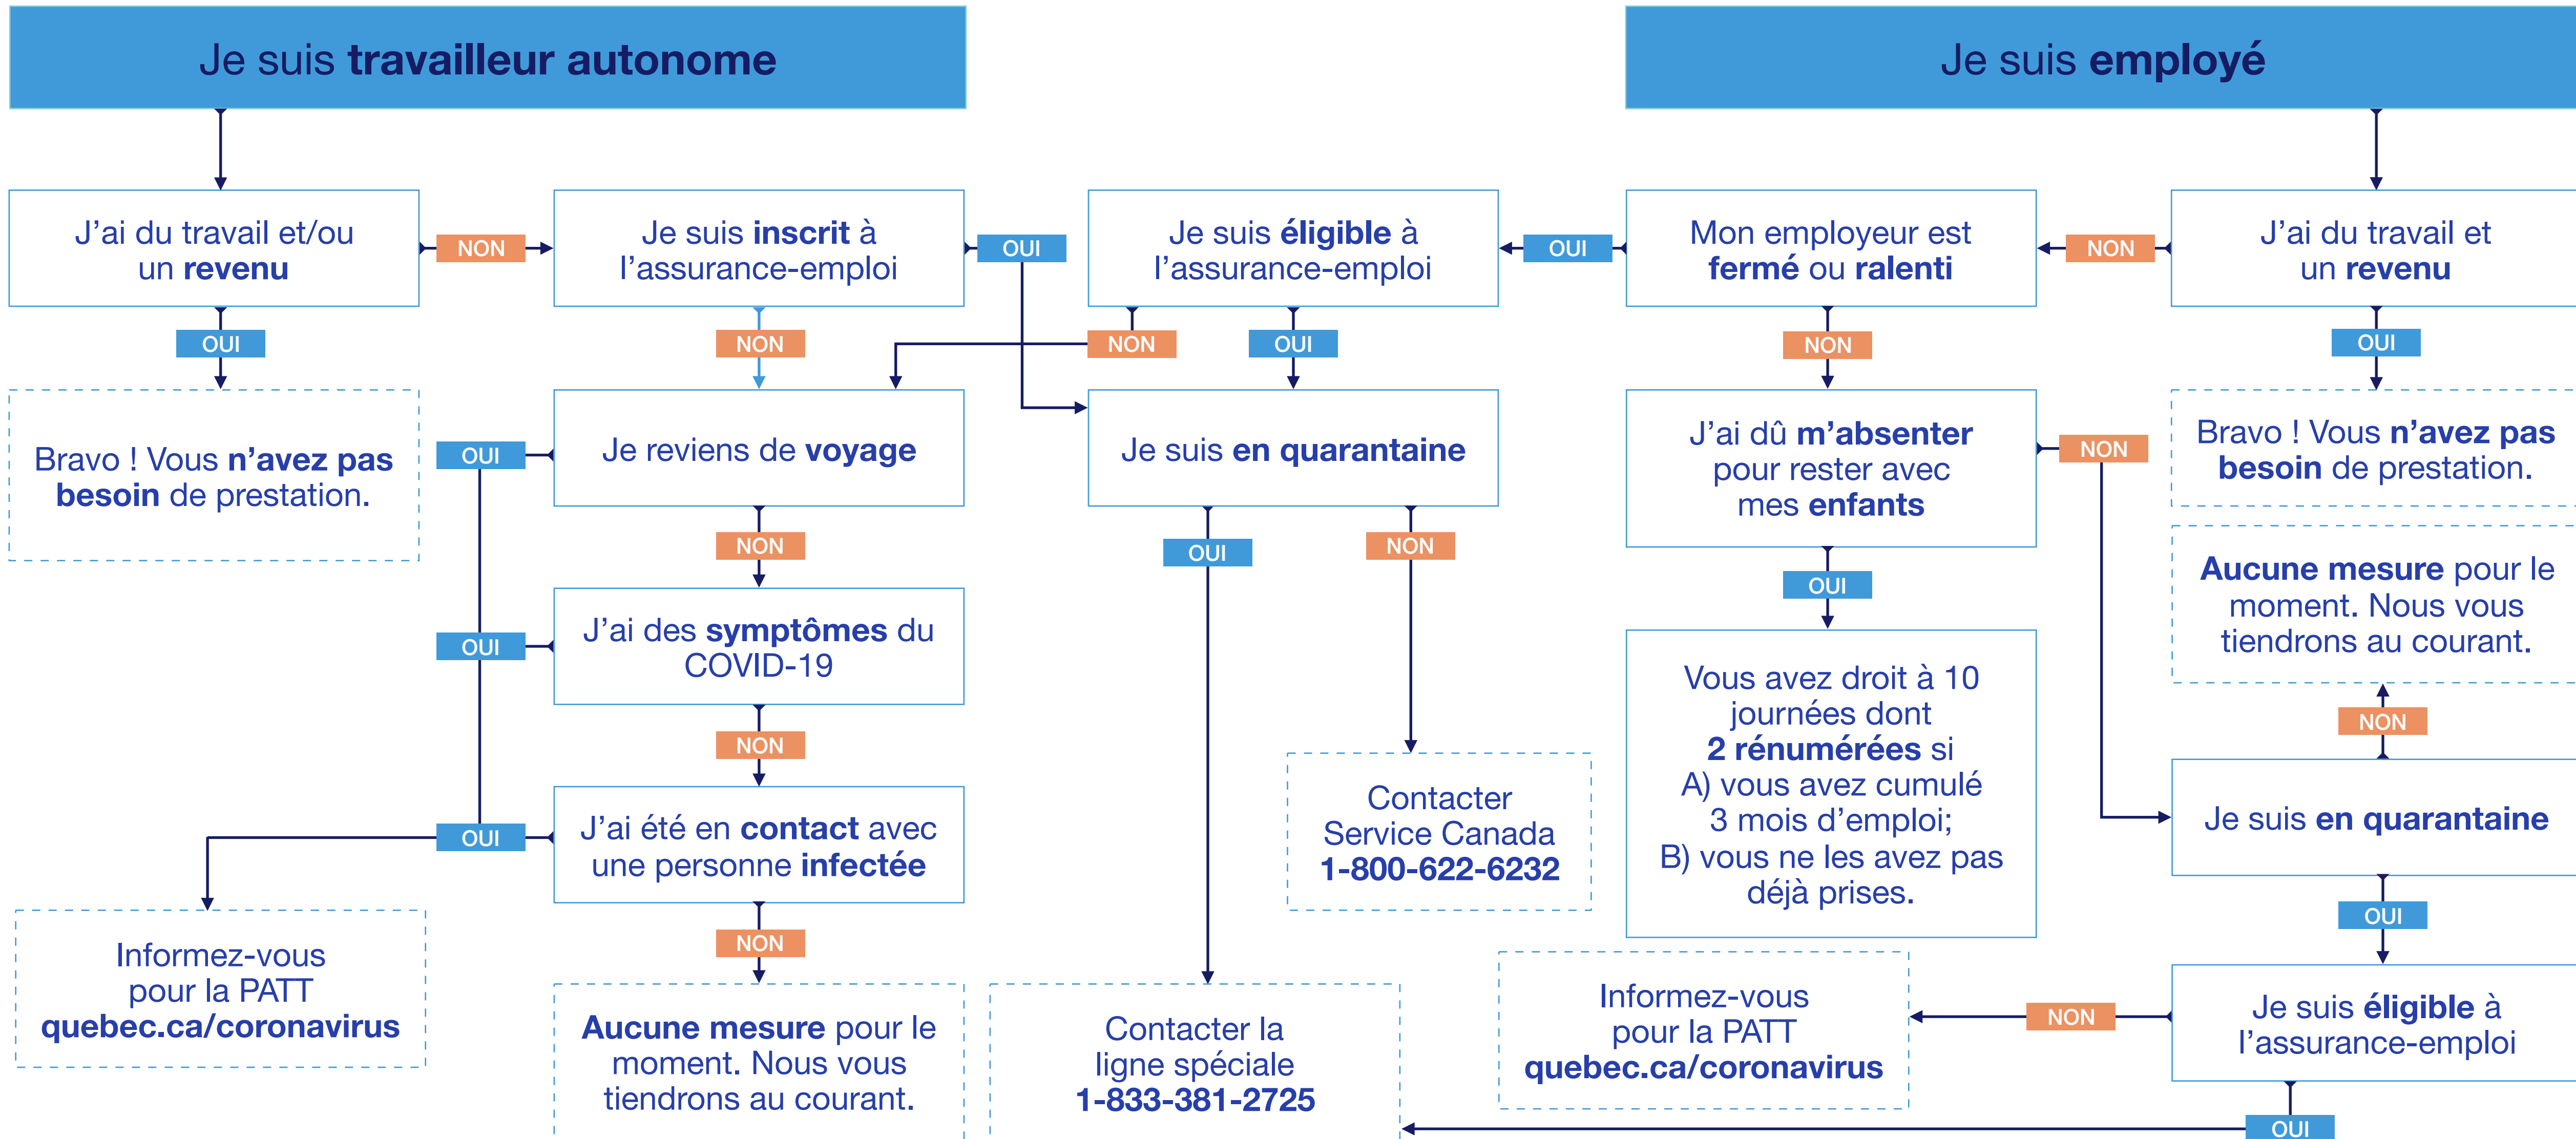 Je suis travailleur autonome
Je suis employé
J'ai du travail et/ou
un revenu
NON
Je suis inscrit à
l'assurance-emploi
OUI
Je suis éligible à
l'assurance-emploi
OUI
Mon employeur est
fermé ou ralenti
NON
J'ai du travail et
un revenu
OUI
NON
NON
OUI
NON
OUI
Bravo ! Vous n'avez pas
besoin de prestation.
OUI
Je reviens de voyage
Je suis en quarantaine
J'ai dû m'absenter
pour rester avec
mes enfants
NON
Bravo ! Vous n'avez pas
besoin de prestation.
NON
OUI
NON
OUI
Aucune mesure pour le
moment. Nous vous
tiendrons au courant.
OUI
J'ai des symptômes du
COVID-19
Vous avez droit à 10
journées dont
2 rénumérées si
A) vous avez cumulé
3 mois d'emploi;
B) vous ne les avez pas
déjà prises.
NON
NON
Contacter
Service Canada
1-800-622-6232
Je suis en quarantaine
OUI
J'ai été en contact avec
une personne infectée
NON
OUI
Informez-vous
pour la PATT
quebec.ca/coronavirus
Aucune mesure pour le
moment. Nous vous
tiendrons au courant.
Contacter la
ligne spéciale
1-833-381-2725
Informez-vous
pour la PATT
quebec.ca/coronavirus
NON
Je suis éligible à
l'assurance-emploi
OUI